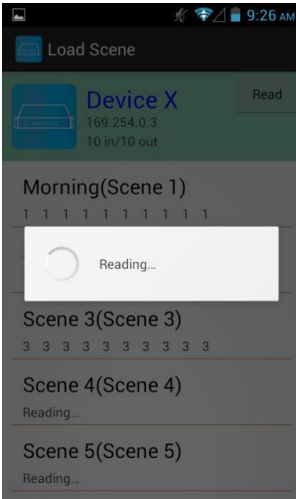 9:26 AM
Load Scene
Device X
Read
169.254.0.3
10 in/10 out
Morning(Scene 1)
1 1 1 1 1 1 1 1 1 1
Reading...
Scene 3(Scene 3)
3 3 3 3 3 3 3 3 3 3
Scene 4(Scene 4)
Reading...
Scene 5(Scene 5)
Reading...